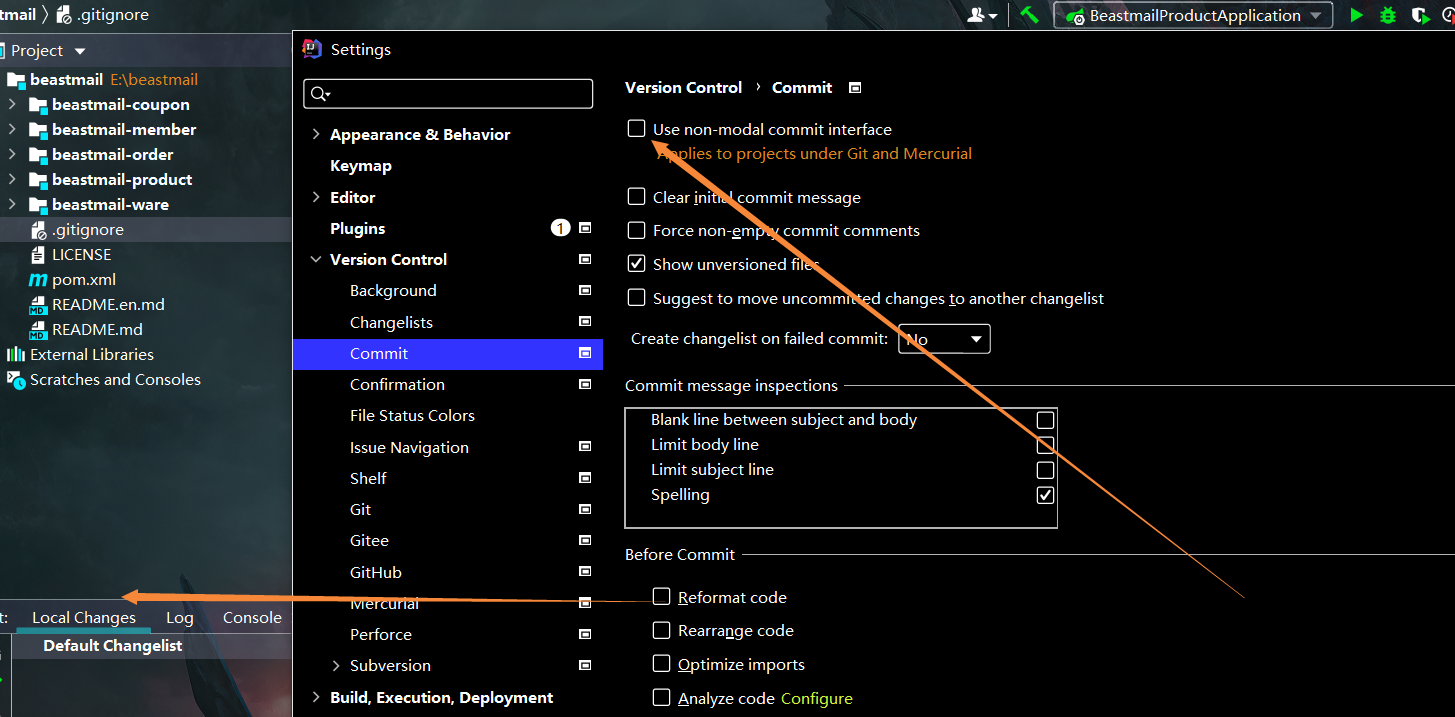 tmail 〉 .gitignore
BeastmailProductApplication
Project
Settings
beastmail E:\beastmail
beastmail-coupon
beastmail-member
beastmail-order
beastmail-product
beastmail-ware
.gitignore
LICENSE
pom.xml
README.en.md
README.md
External Libraries
Scratches and Consoles
t: Local Changes Log Console
Default Changelist
Appearance & Behavior
Keymap
Editor
Plugins 1
Version Control
Background
Changelists
Commit
Confirmation
File Status Colors
Issue Navigation
Shelf
Git
Gitee
GitHub
Mercurial
Perforce
Subversion
Build, Execution, Deployment
Version Control › Commit
Use non-modal commit interface
Applies to projects under Git and Mercurial
Clear initial commit message
Force non-empty commit comments
Show unversioned files
Suggest to move uncommitted changes to another changelist
Create changelist on failed commit: No
Commit message inspections
Blank line between subject and body
Limit body line
Limit subject line
Spelling
Before Commit
Reformat code
Rearrange code
Optimize imports
Analyze code Configure